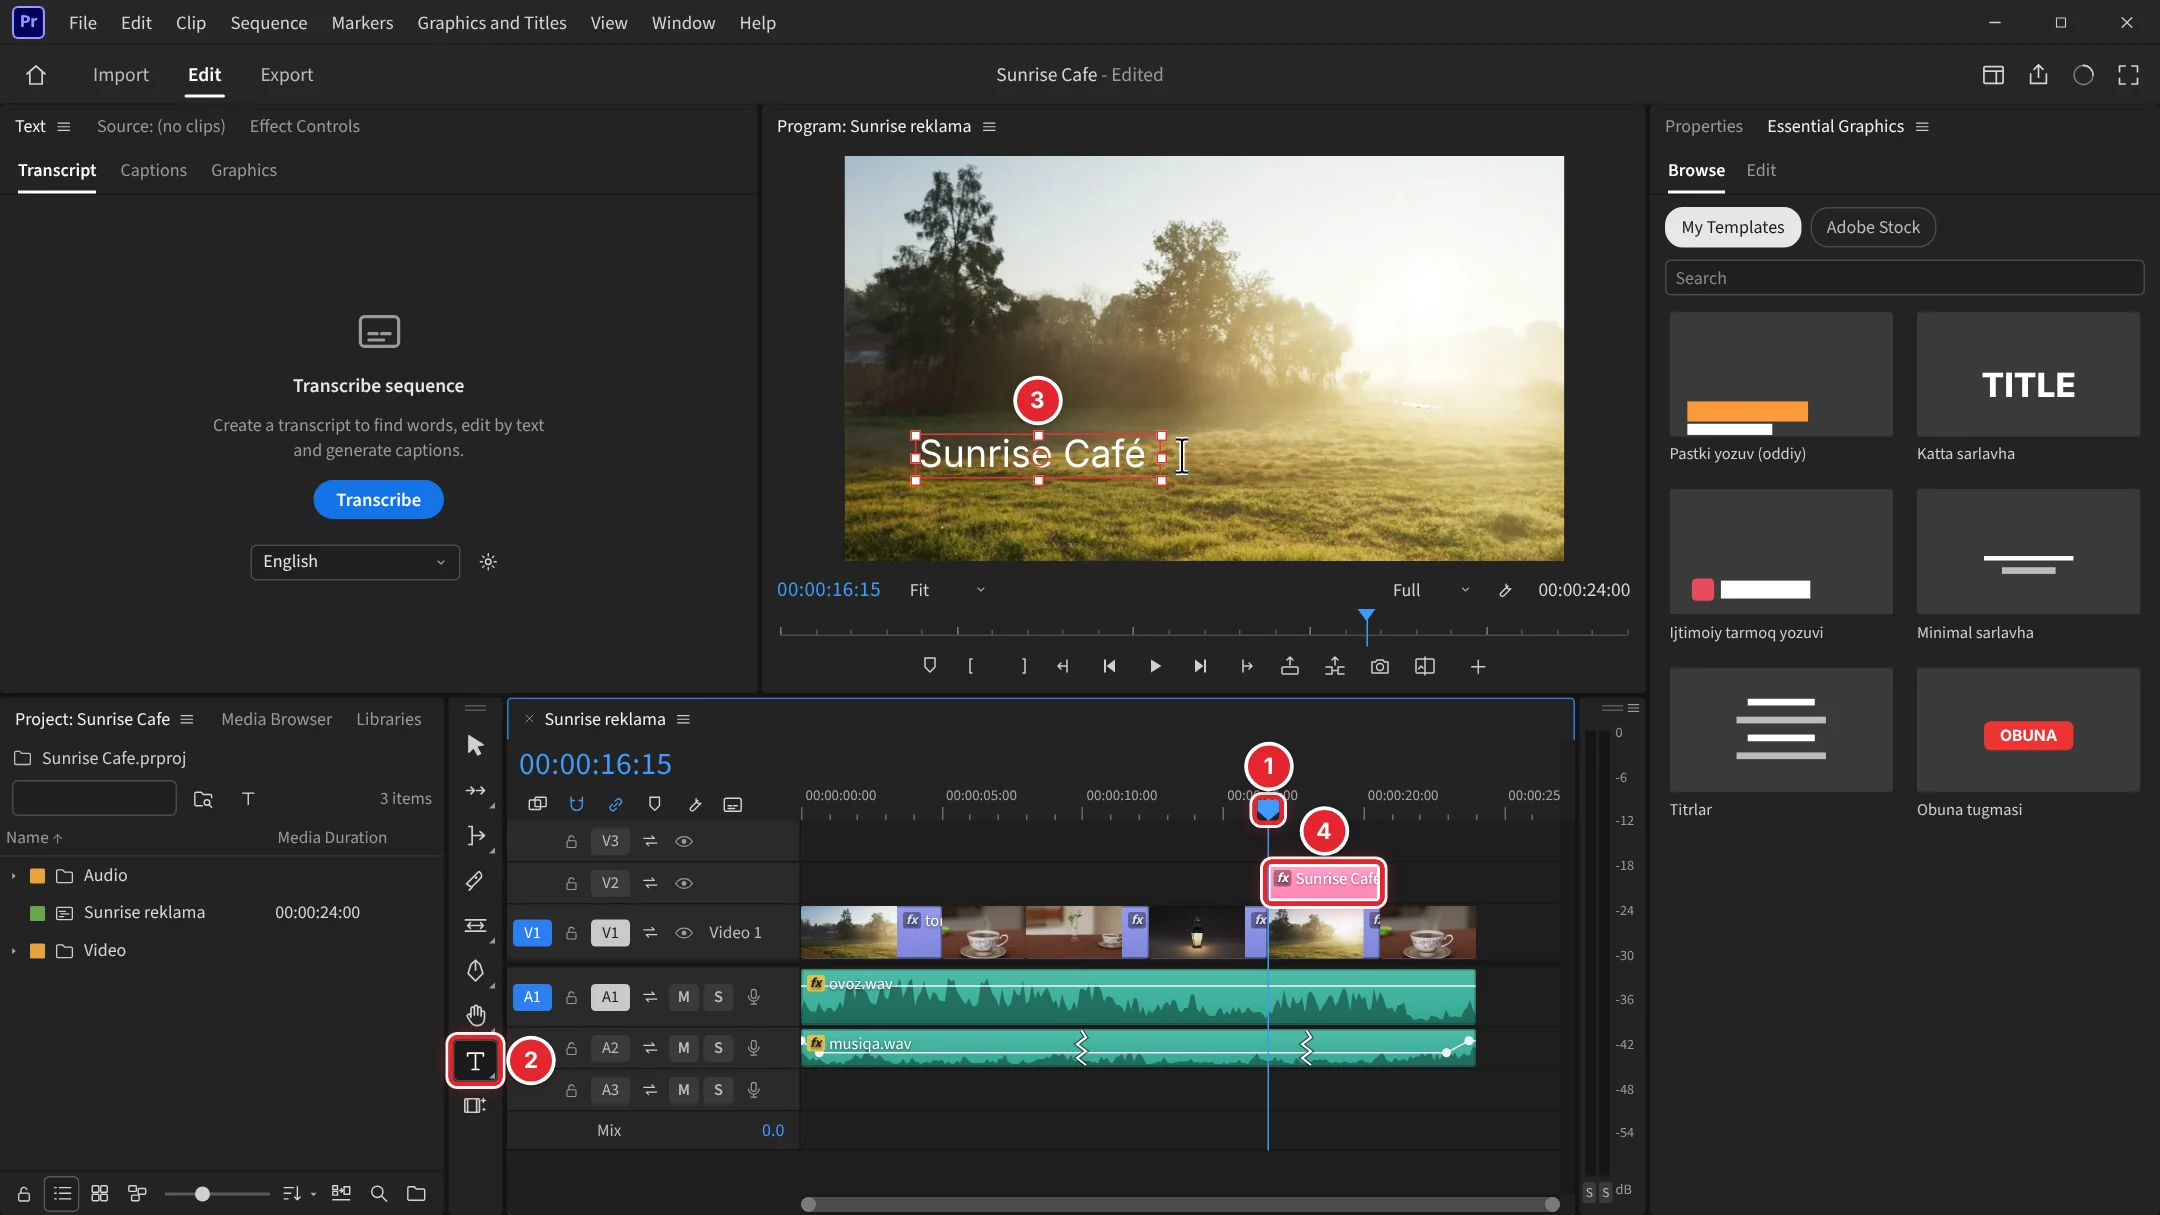 Pr File Edit Clip Sequence Markers Graphics and Titles View Window Help
Import Edit Export
Sunrise Cafe - Edited
Text Source: (no clips) Effect Controls
Transcript Captions Graphics
Transcribe sequence
Create a transcript to find words, edit by text
and generate captions.
Transcribe
English
Program: Sunrise reklama
3
Sunrise Café
00:00:16:15 Fit Full 00:00:24:00
Properties Essential Graphics
Browse Edit
My Templates Adobe Stock
Search
TITLE
Pastki yozuv (oddiy) Katta sarlavha
Ijtimoiy tarmoq yozuvi Minimal sarlavha
OBUNA
Titrlar Obuna tugmasi
Project: Sunrise Cafe Media Browser Libraries
Sunrise Cafe.prproj
3 items
Name Media Duration
Audio
Sunrise reklama 00:00:24:00
Video
T
2
Sunrise reklama
00:00:16:15
1
00:00:00:00 00:00:05:00 00:00:10:00 00:00:20:00 00:00:25
4
V3
V2 fx Sunrise Café
V1 V1 Video 1 fx fx fx
A1 A1 M S fx ovoz.wav
A2 M S fx musiqa.wav
A3 M S
Mix 0.0
0
-6
-12
-18
-24
-30
-36
-42
-48
-54
S S dB